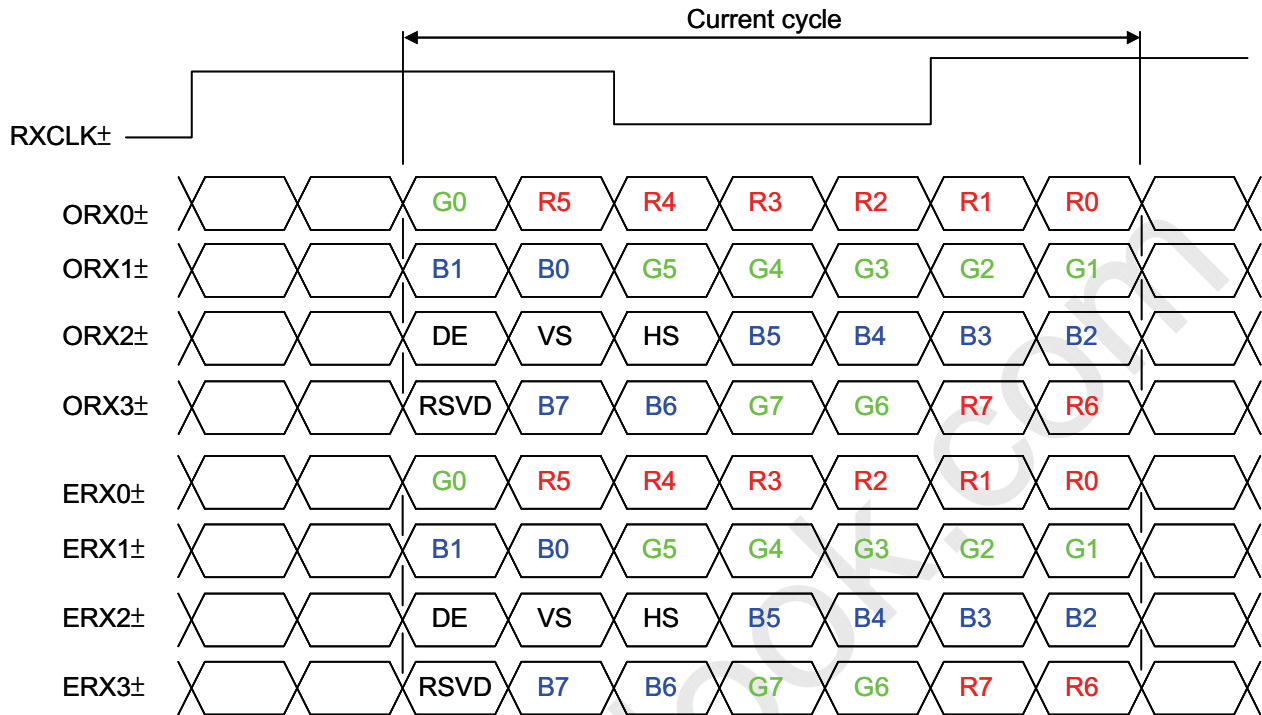 Current cycle
RXCLK±
ORX0± G0 R5 R4 R3 R2 R1 R0
ORX1± B1 B0 G5 G4 G3 G2 G1
ORX2± DE VS HS B5 B4 B3 B2
ORX3± RSVD B7 B6 G7 G6 R7 R6
ERX0± G0 R5 R4 R3 R2 R1 R0
ERX1± B1 B0 G5 G4 G3 G2 G1
ERX2± DE VS HS B5 B4 B3 B2
ERX3± RSVD B7 B6 G7 G6 R7 R6
ook.com